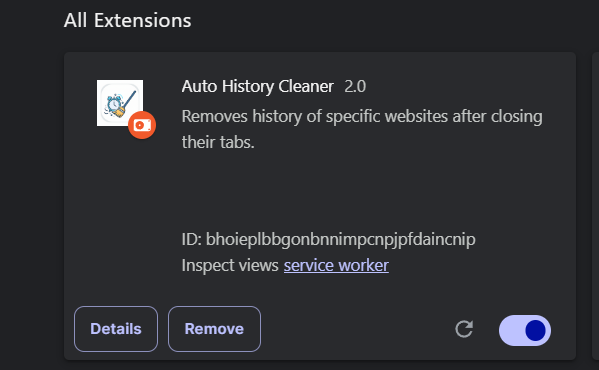 All Extensions
Auto History Cleaner 2.0
Removes history of specific websites after closing
their tabs.
ID: bhoieplbbgonbnnimpcnpjpfdaincnip
Inspect views service worker
Details
Remove